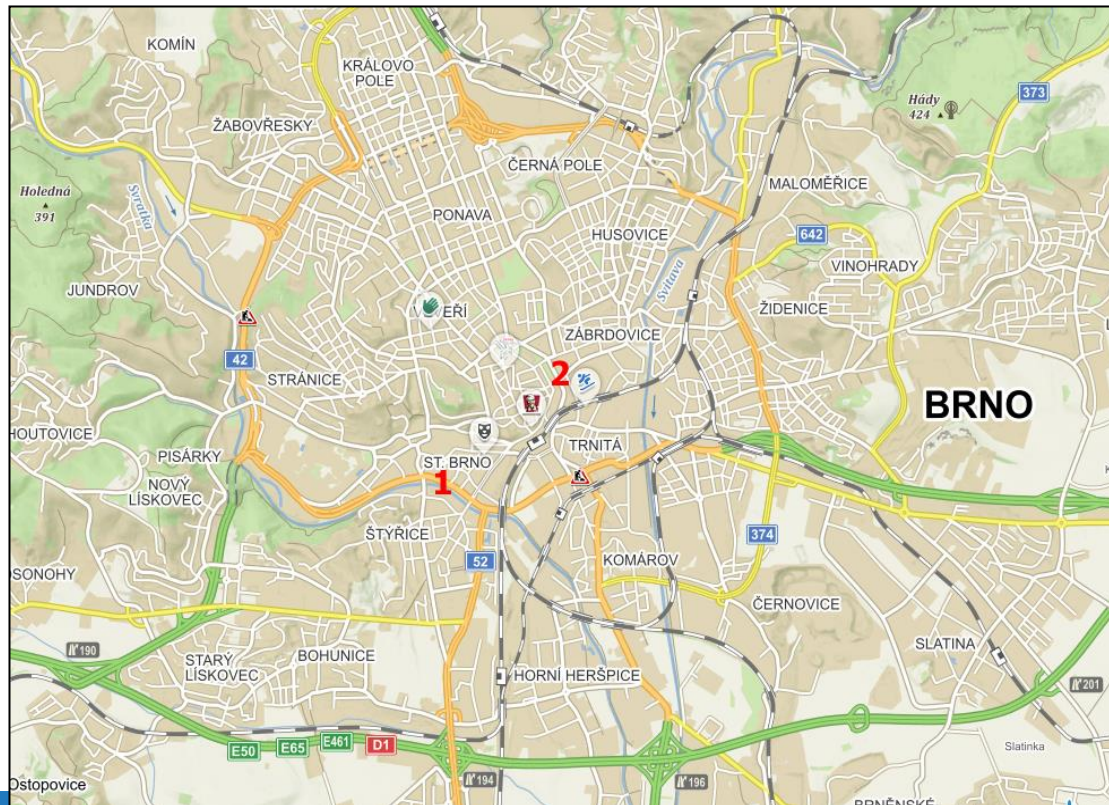 KOMÍN
KRÁLOVO
POLE
Hády
424
373
ŽABOVŘESKY
ČERNÁ POLE
MALOMĚŘICE
Holedná
391
Svratka
PONAVA
HUSOVICE
642
VINOHRADY
JUNDROV
Svitava
ŽIDENICE
ZÁBRDOVICE
42
STRÁNICE
2
BRNO
HOUTOVICE
PISÁRKY
ST. BRNO
TRNITÁ
1
NOVÝ
LÍSKOVEC
ŠTÝŘICE
374
52
KOMÁROV
OSONOHY
ČERNOVICE
190
STARÝ
LÍSKOVEC
BOHUNICE
SLATINA
HORNÍ HERŠPICE
201
E50
E65
E461
D1
Slatinka
194
196
Ostopovice
BRNĚNSKÉ